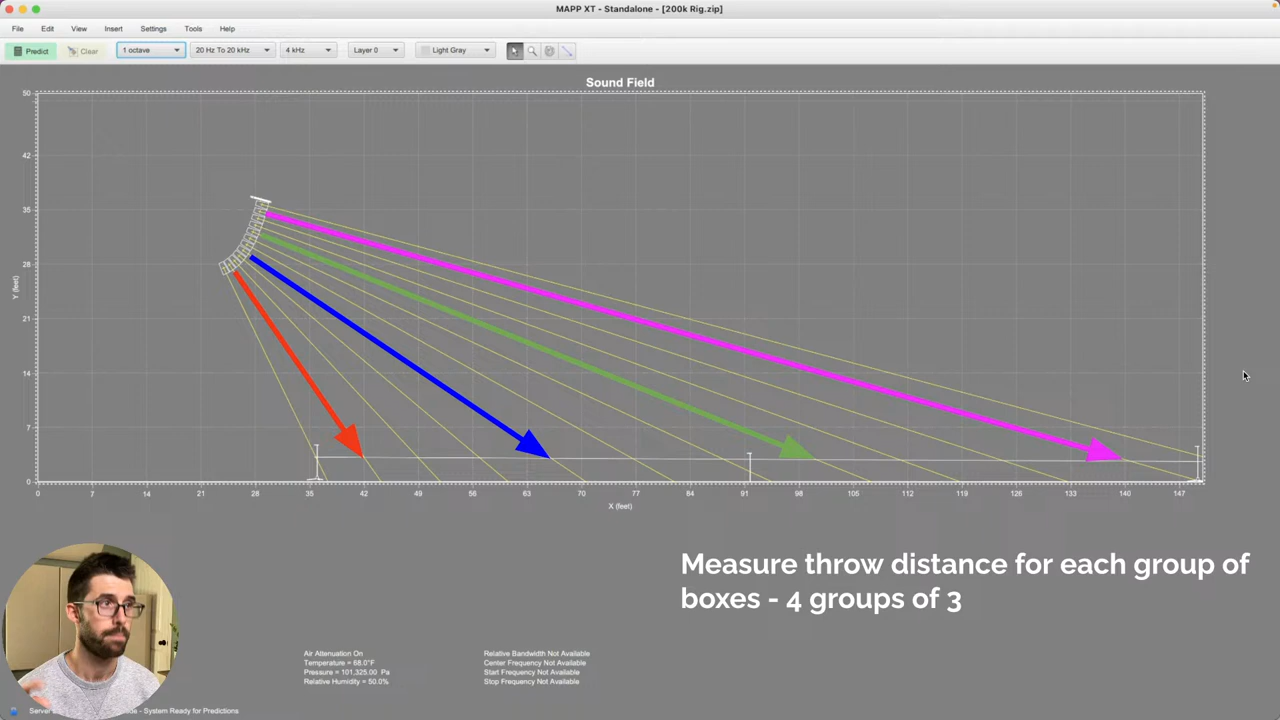 MAPP XT - Standalone - [200k Rig.zip]
File Edit View Insert Settings Tools Help
Predict Clear 1 octave 20 Hz To 20 kHz 4 kHz Layer 0 Light Gray
Sound Field
50
42
35
28
21
14
7
0
Y (feet)
0 7 14 21 28 35 42 49 56 63 70 77 84 91 98 105 112 119 126 133 140 147
X (feet)
Measure throw distance for each group of
boxes - 4 groups of 3
Air Attenuation On
Temperature = 68.0°F
Pressure = 101,325.00 Pa
Relative Humidity = 50.0%
Relative Bandwidth Not Available
Center Frequency Not Available
Start Frequency Not Available
Stop Frequency Not Available
Server - System Ready for Predictions